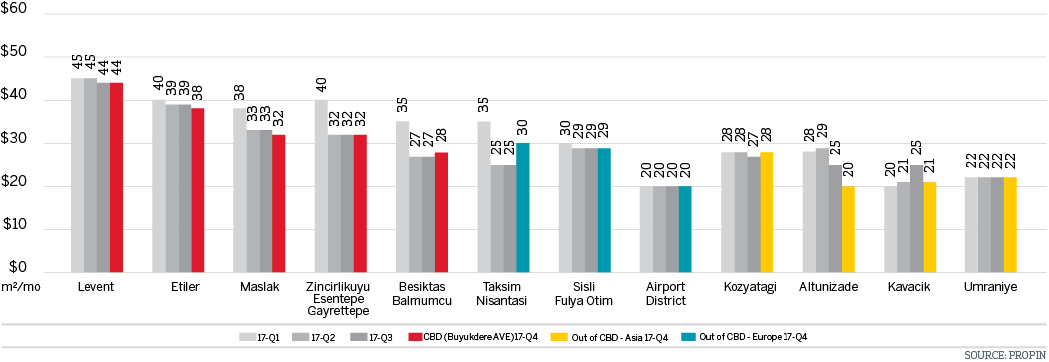 $60
$50
$40
$30
$20
$10
$0
m²/mo
45 45 44 44
40 39 39 38
38 33 33 32
40 32 32 32
35 27 27 28
35 25 25 30
30 29 29 29
20 20 20 20
28 28 27 28
28 29 25 20
20 21 25 21
22 22 22 22
Levent
Etiler
Maslak
Zincirlikuyu
Esentepe
Gayrettepe
Besiktas
Balmumcu
Taksim
Nisantasi
Sisli
Fulya Otim
Airport
District
Kozyatagi
Altunizade
Kavacik
Umraniye
17-Q1 17-Q2 17-Q3 CBD (Buyukdere AVE)17-Q4 Out of CBD - Asia 17-Q4 Out of CBD - Europe 17-Q4
SOURCE: PROPIN